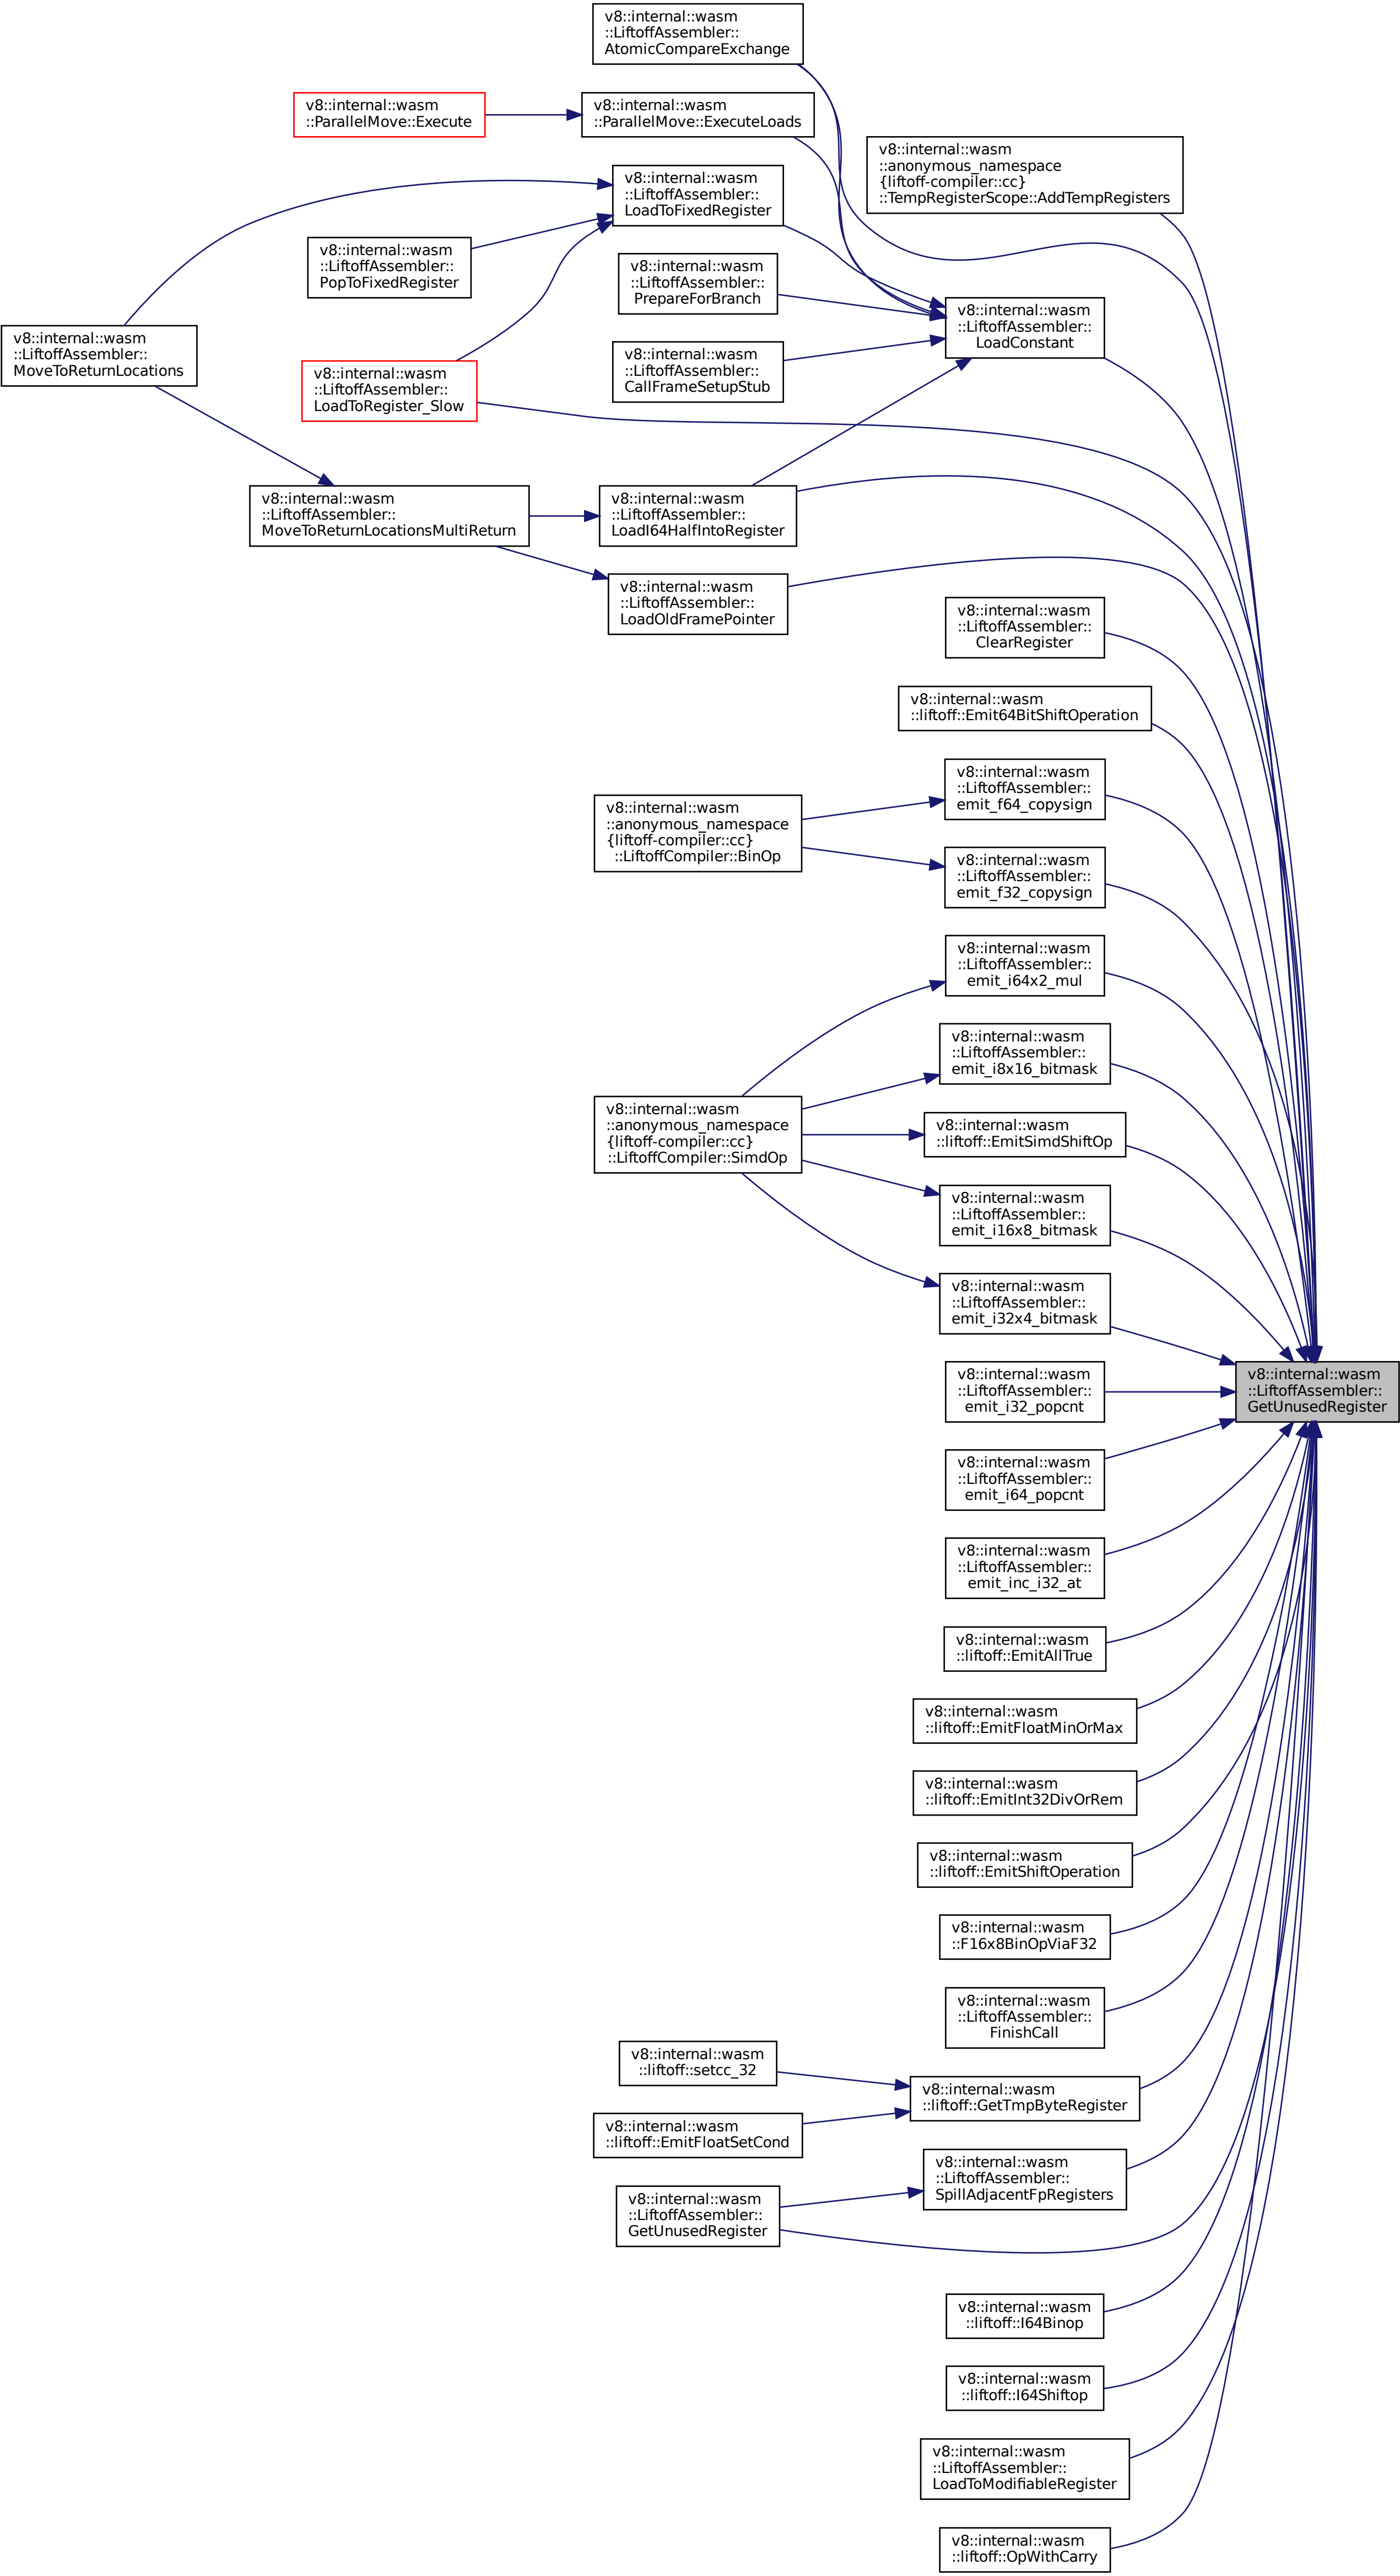 v8::internal::wasm
::LiftoffAssembler::
AtomicCompareExchange
v8::internal::wasm
::ParallelMove::Execute
v8::internal::wasm
::ParallelMove::ExecuteLoads
v8::internal::wasm
::anonymous_namespace
{liftoff-compiler::cc}
::TempRegisterScope::AddTempRegisters
v8::internal::wasm
::LiftoffAssembler::
LoadToFixedRegister
v8::internal::wasm
::LiftoffAssembler::
PopToFixedRegister
v8::internal::wasm
::LiftoffAssembler::
PrepareForBranch
v8::internal::wasm
::LiftoffAssembler::
LoadConstant
v8::internal::wasm
::LiftoffAssembler::
MoveToReturnLocations
v8::internal::wasm
::LiftoffAssembler::
CallFrameSetupStub
v8::internal::wasm
::LiftoffAssembler::
LoadToRegister_Slow
v8::internal::wasm
::LiftoffAssembler::
MoveToReturnLocationsMultiReturn
v8::internal::wasm
::LiftoffAssembler::
LoadI64HalfIntoRegister
v8::internal::wasm
::LiftoffAssembler::
LoadOldFramePointer
v8::internal::wasm
::LiftoffAssembler::
ClearRegister
v8::internal::wasm
::liftoff::Emit64BitShiftOperation
v8::internal::wasm
::LiftoffAssembler::
emit_f64_copysign
v8::internal::wasm
::anonymous_namespace
{liftoff-compiler::cc}
::LiftoffCompiler::BinOp
v8::internal::wasm
::LiftoffAssembler::
emit_f32_copysign
v8::internal::wasm
::LiftoffAssembler::
emit_i64x2_mul
v8::internal::wasm
::LiftoffAssembler::
emit_i8x16_bitmask
v8::internal::wasm
::anonymous_namespace
{liftoff-compiler::cc}
::LiftoffCompiler::SimdOp
v8::internal::wasm
::liftoff::EmitSimdShiftOp
v8::internal::wasm
::LiftoffAssembler::
emit_i16x8_bitmask
v8::internal::wasm
::LiftoffAssembler::
emit_i32x4_bitmask
v8::internal::wasm
::LiftoffAssembler::
emit_i32_popcnt
v8::internal::wasm
::LiftoffAssembler::
GetUnusedRegister
v8::internal::wasm
::LiftoffAssembler::
emit_i64_popcnt
v8::internal::wasm
::LiftoffAssembler::
emit_inc_i32_at
v8::internal::wasm
::liftoff::EmitAllTrue
v8::internal::wasm
::liftoff::EmitFloatMinOrMax
v8::internal::wasm
::liftoff::EmitInt32DivOrRem
v8::internal::wasm
::liftoff::EmitShiftOperation
v8::internal::wasm
::F16x8BinOpViaF32
v8::internal::wasm
::LiftoffAssembler::
FinishCall
v8::internal::wasm
::liftoff::setcc_32
v8::internal::wasm
::liftoff::GetTmpByteRegister
v8::internal::wasm
::liftoff::EmitFloatSetCond
v8::internal::wasm
::LiftoffAssembler::
SpillAdjacentFpRegisters
v8::internal::wasm
::LiftoffAssembler::
GetUnusedRegister
v8::internal::wasm
::liftoff::I64Binop
v8::internal::wasm
::liftoff::I64Shiftop
v8::internal::wasm
::LiftoffAssembler::
LoadToModifiableRegister
v8::internal::wasm
::liftoff::OpWithCarry